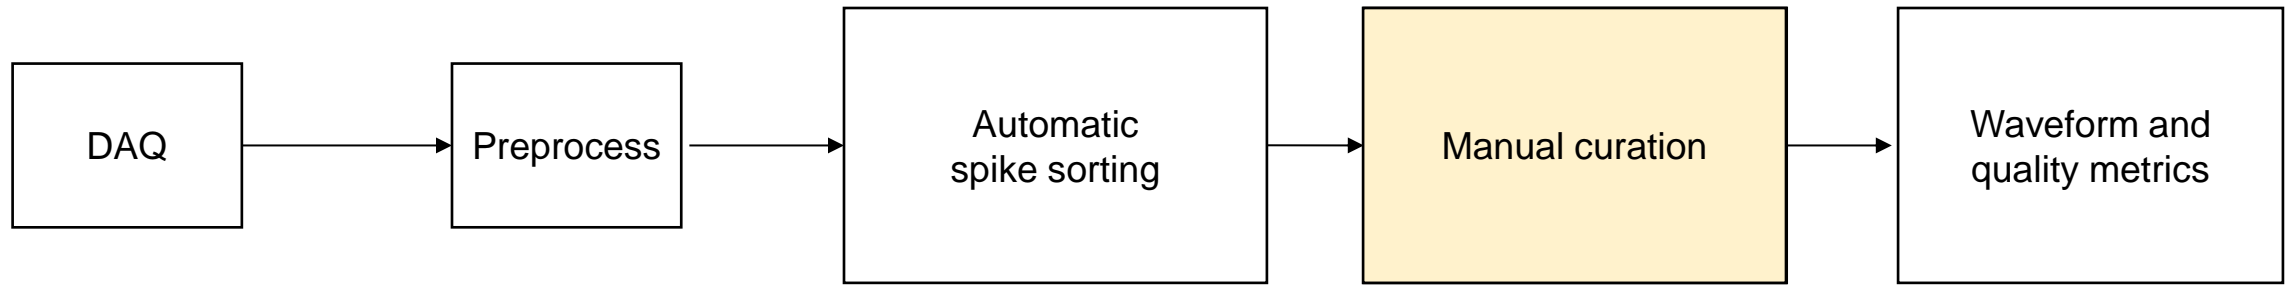 DAQ
Preprocess
Automatic
spike sorting
Manual curation
Waveform and
quality metrics